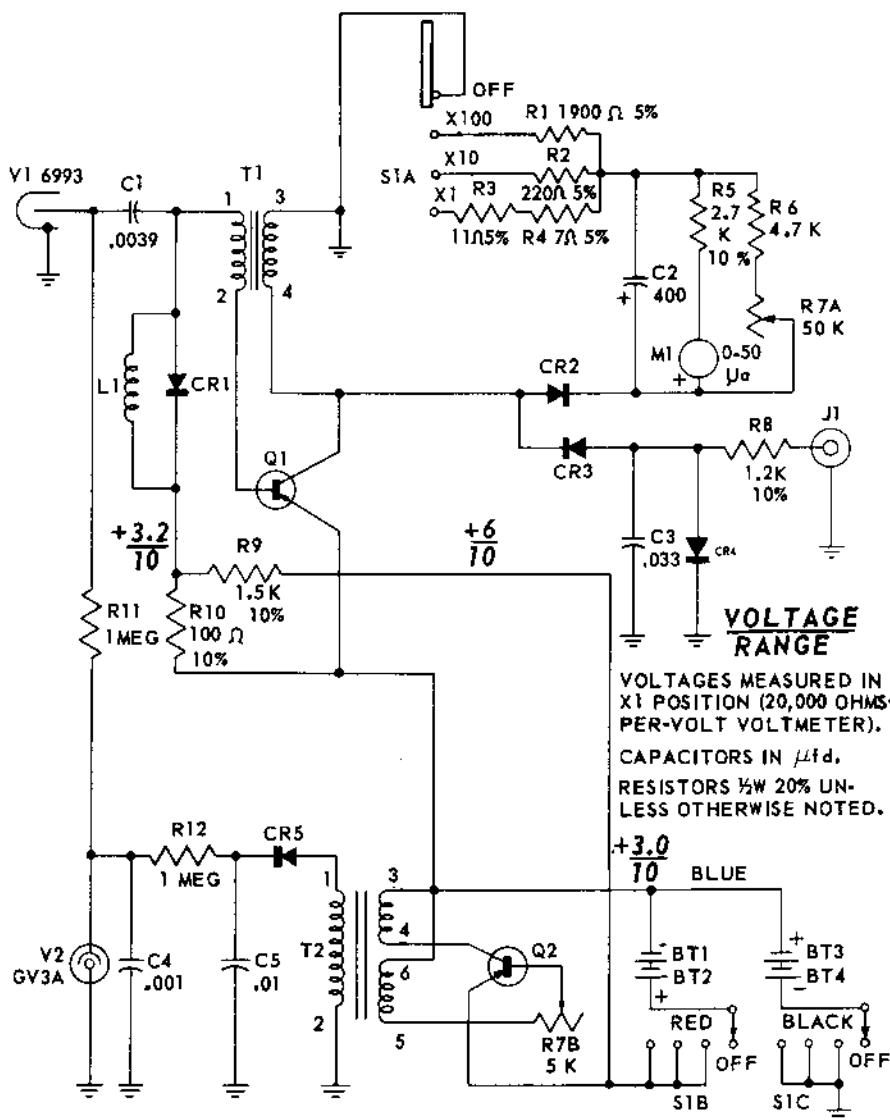 OFF
X100
R1 1900 Ω 5%
V1 6993
C1
.0039
T1
1
3
2
4
X10
R2
220Ω 5%
S1A
X1
R3
11Ω5%
R4 7Ω 5%
R5
2.7
K
10 %
R6
4.7K
C2
+
400
R7A
50 K
M1
+
0-50
μa
L1
CR1
CR2
CR3
R8
1.2K
10%
J1
Q1
+3.2
10
+6
10
R9
1.5K
10%
C3
.033
CR4
R11
1 MEG
R10
100 Ω
10%
VOLTAGE
RANGE
VOLTAGES MEASURED IN
X1 POSITION (20,000 OHMS-
PER-VOLT VOLTMETER).
CAPACITORS IN μfd.
RESISTORS ½W 20% UN-
LESS OTHERWISE NOTED.
R12
1 MEG
CR5
+3.0
10
BLUE
1
3
4
T2
6
2
5
V2
GV3A
C4
.001
C5
.01
Q2
R7B
5 K
-
BT1
BT2
+
+
BT3
BT4
-
RED
OFF
BLACK
OFF
S1B
S1C